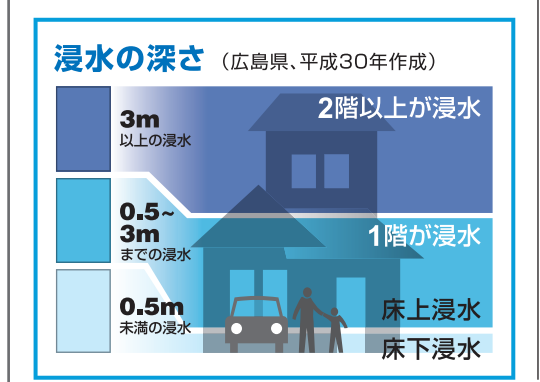 浸水の深さ（広島県、平成30年作成）
3m
以上の浸水
2階以上が浸水
0.5~
3m
までの浸水
1階が浸水
0.5m
未満の浸水
床上浸水
床下浸水